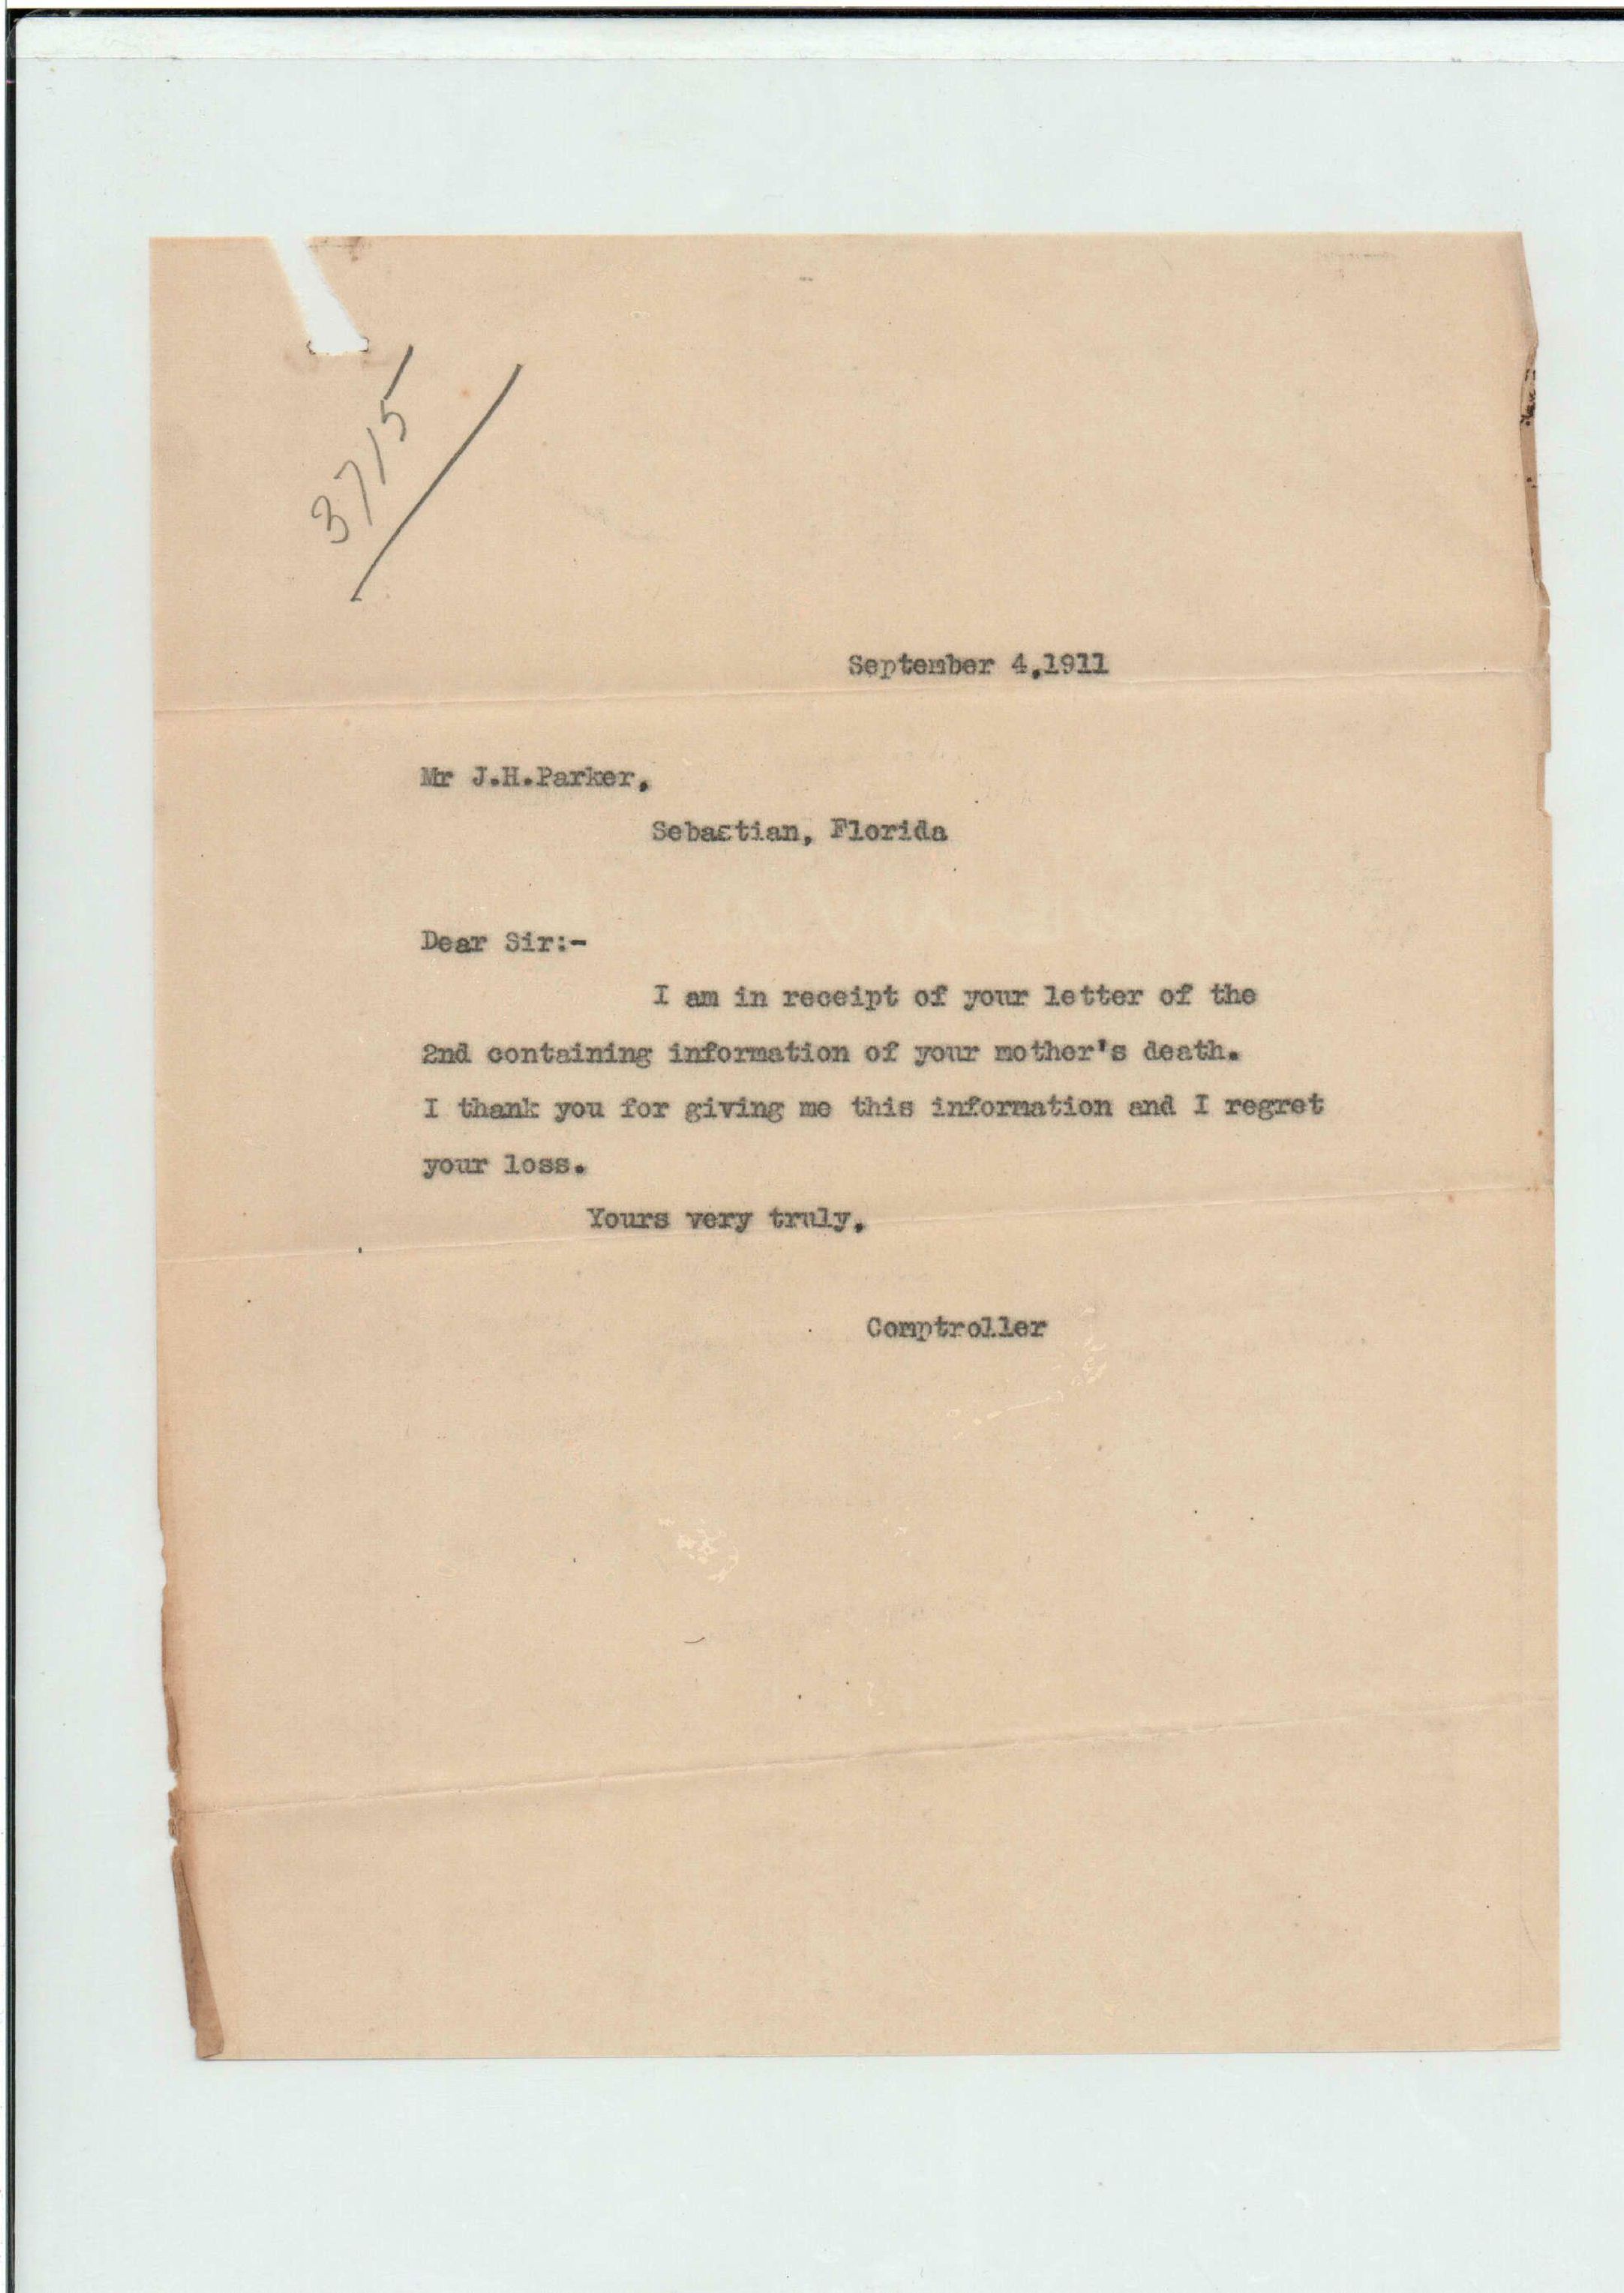 3715
September 4,1911
Mr J.H.Parker,
Sebastian, Florida
Dear Sir:-
I am in receipt of your letter of the
2nd containing information of your mother's death.
I thank you for giving me this information and I regret
your loss.
Yours very truly,
Comptroller